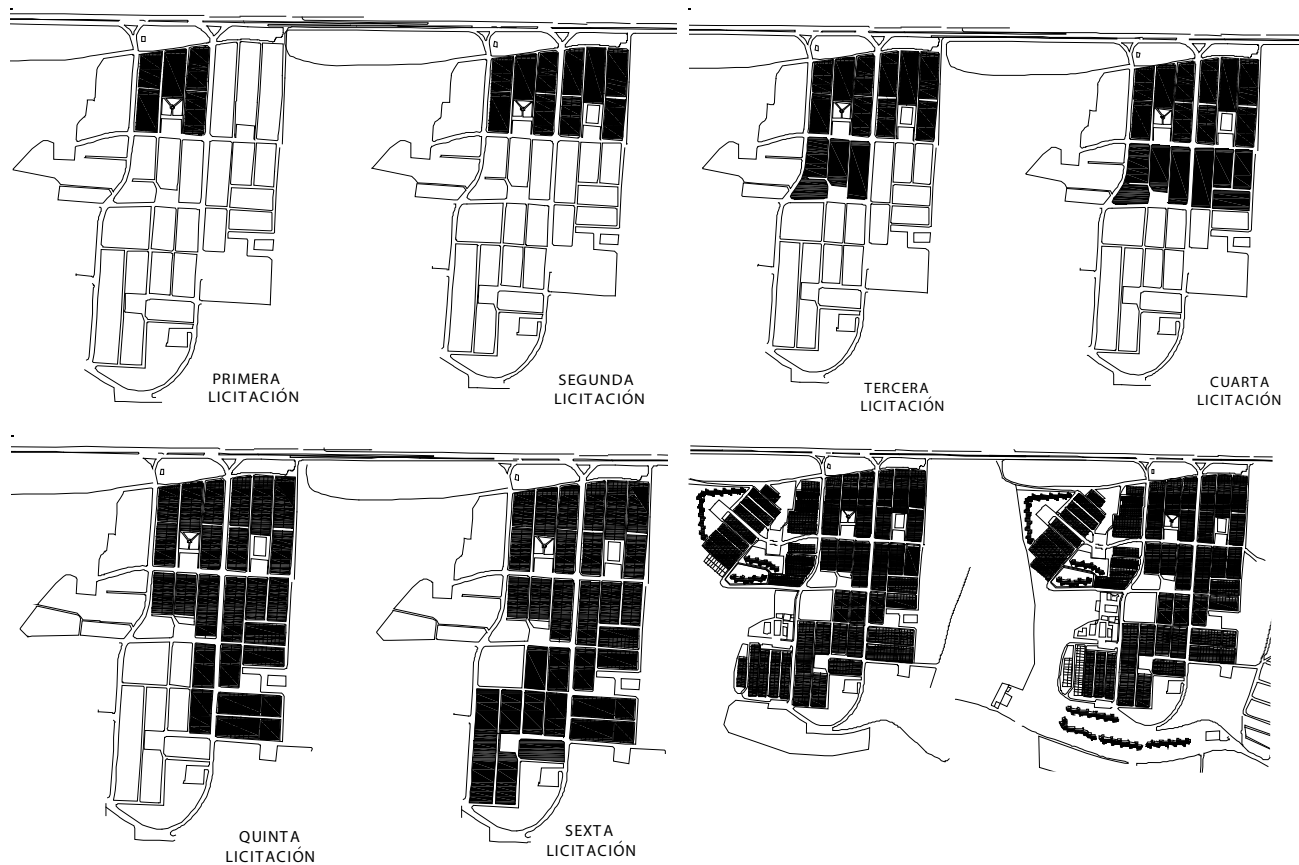 PRIMERA
LICITACIÓN
SEGUNDA
LICITACIÓN
TERCERA
LICITACIÓN
CUARTA
LICITACIÓN
QUINTA
LICITACIÓN
SEXTA
LICITACIÓN